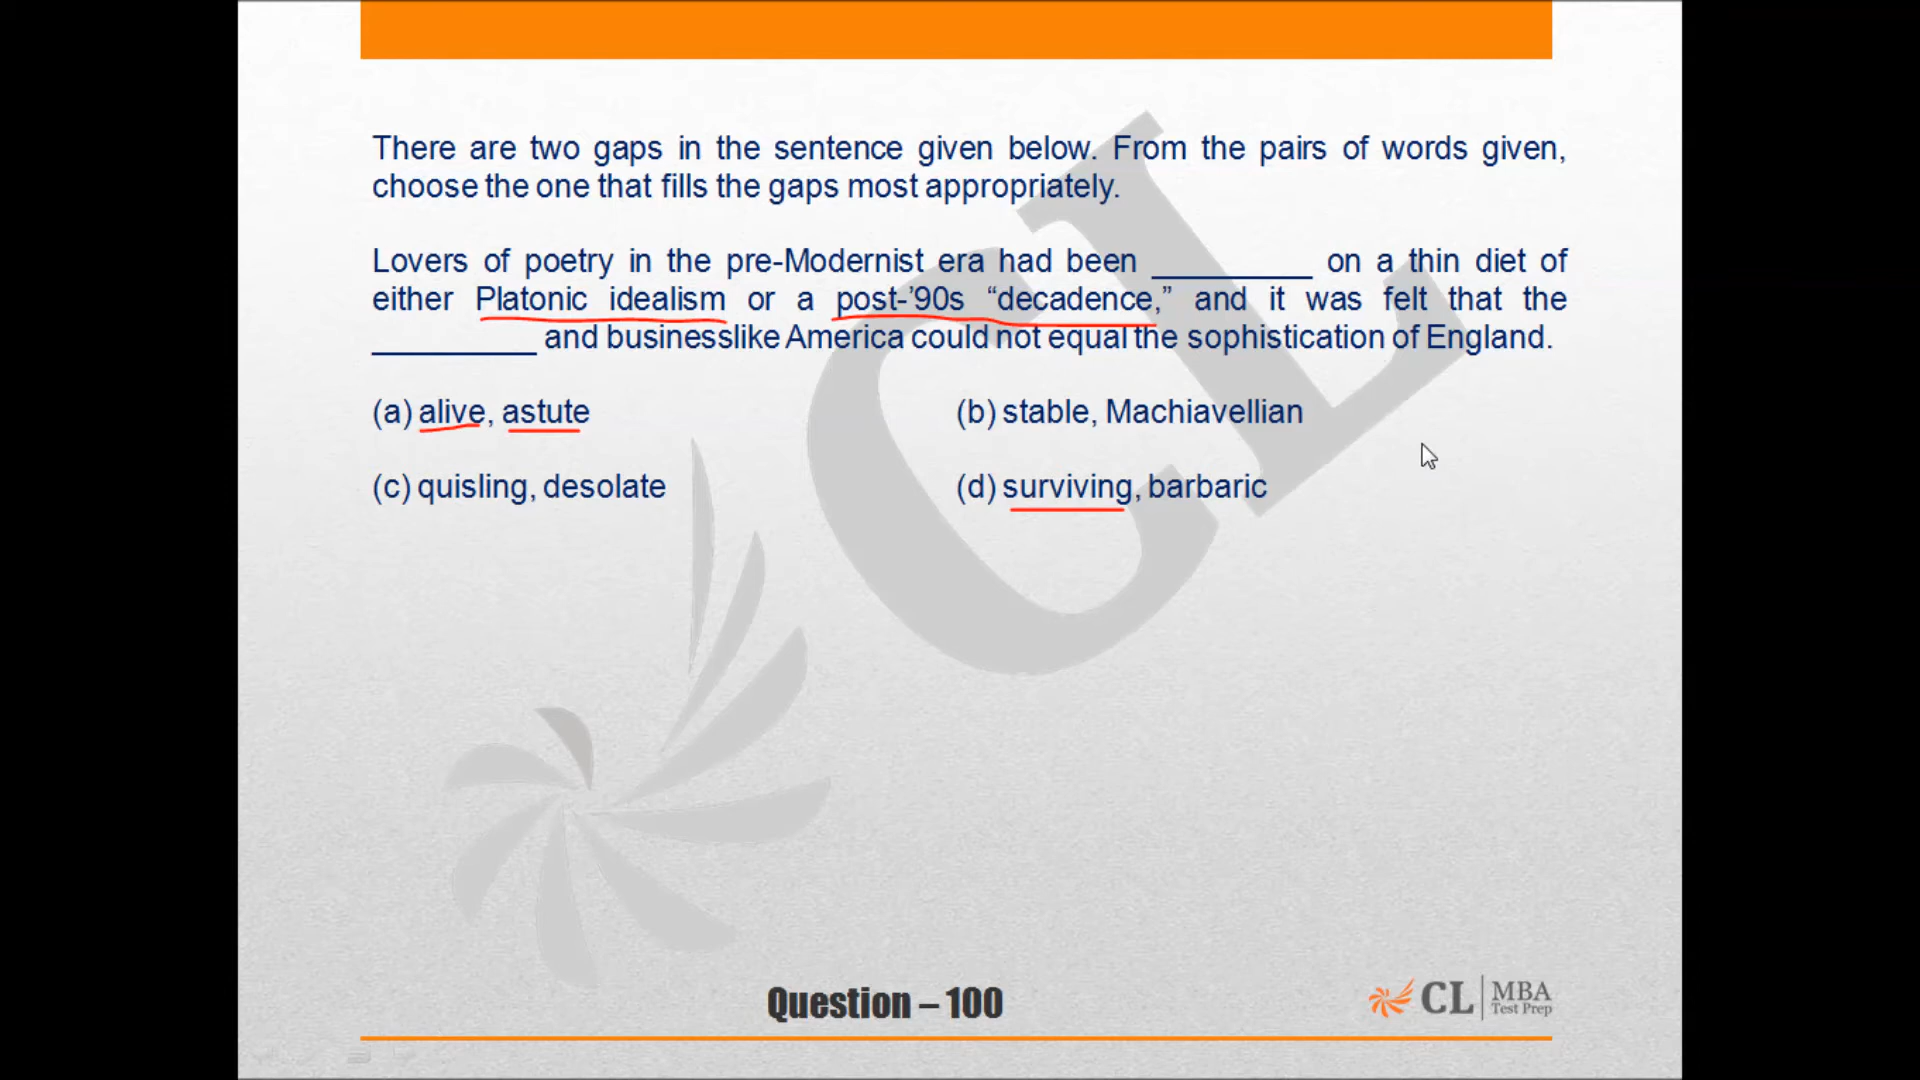 There are two gaps in the sentence given below. From the pairs of words given,
choose the one that fills the gaps most appropriately.
Lovers of poetry in the pre-Modernist era had been _________ on a thin diet of
either Platonic idealism or a post-’90s “decadence,” and it was felt that the
_________ and businesslike America could not equal the sophistication of England.
(a) alive, astute
(b) stable, Machiavellian
(c) quisling, desolate
(d) surviving, barbaric
CL
Question – 100
CL MBA
Test Prep